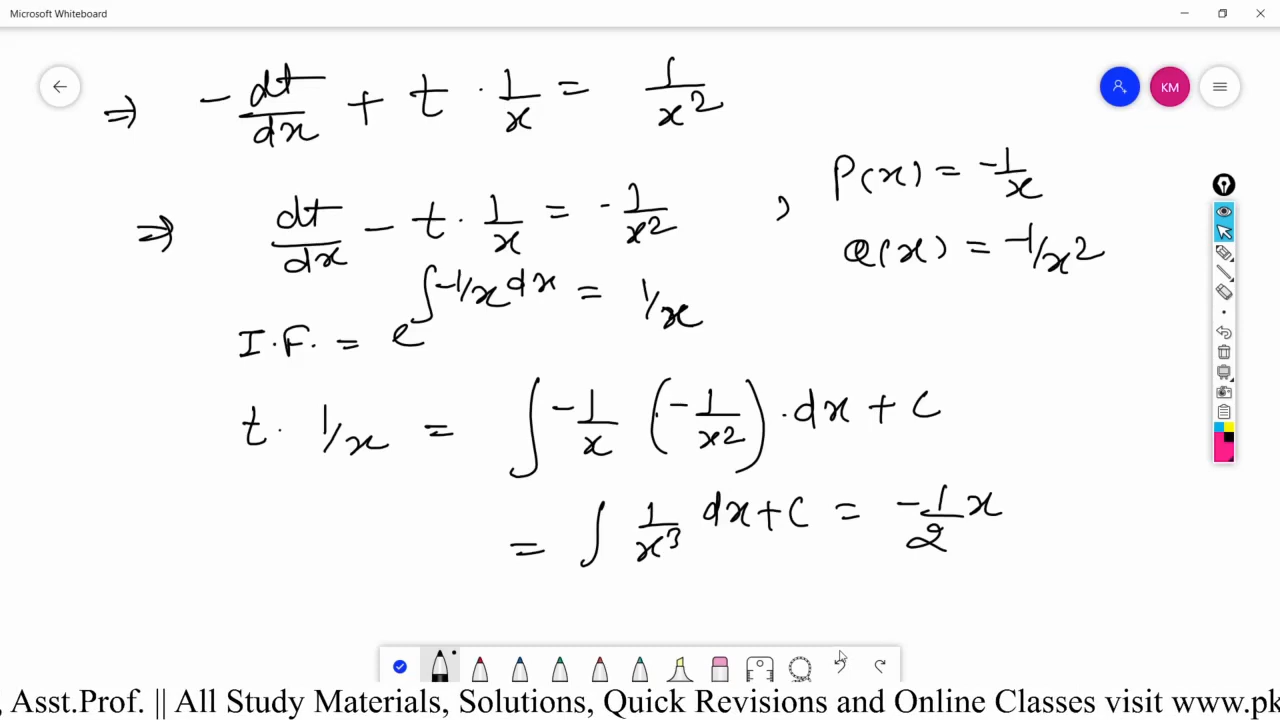 Microsoft Whiteboard
⇒ - dt/dx + t · 1/x = 1/x²
KM
⇒ dt/dx - t · 1/x = - 1/x² , P(x) = -1/x
Q(x) = -1/x²
I.F. = e^∫-1/x dx = 1/x
t · 1/x = ∫ -1/x (-1/x²) · dx + C
= ∫ 1/x³ dx + C = -1/2 x
, Asst.Prof. || All Study Materials, Solutions, Quick Revisions and Online Classes visit www.pk